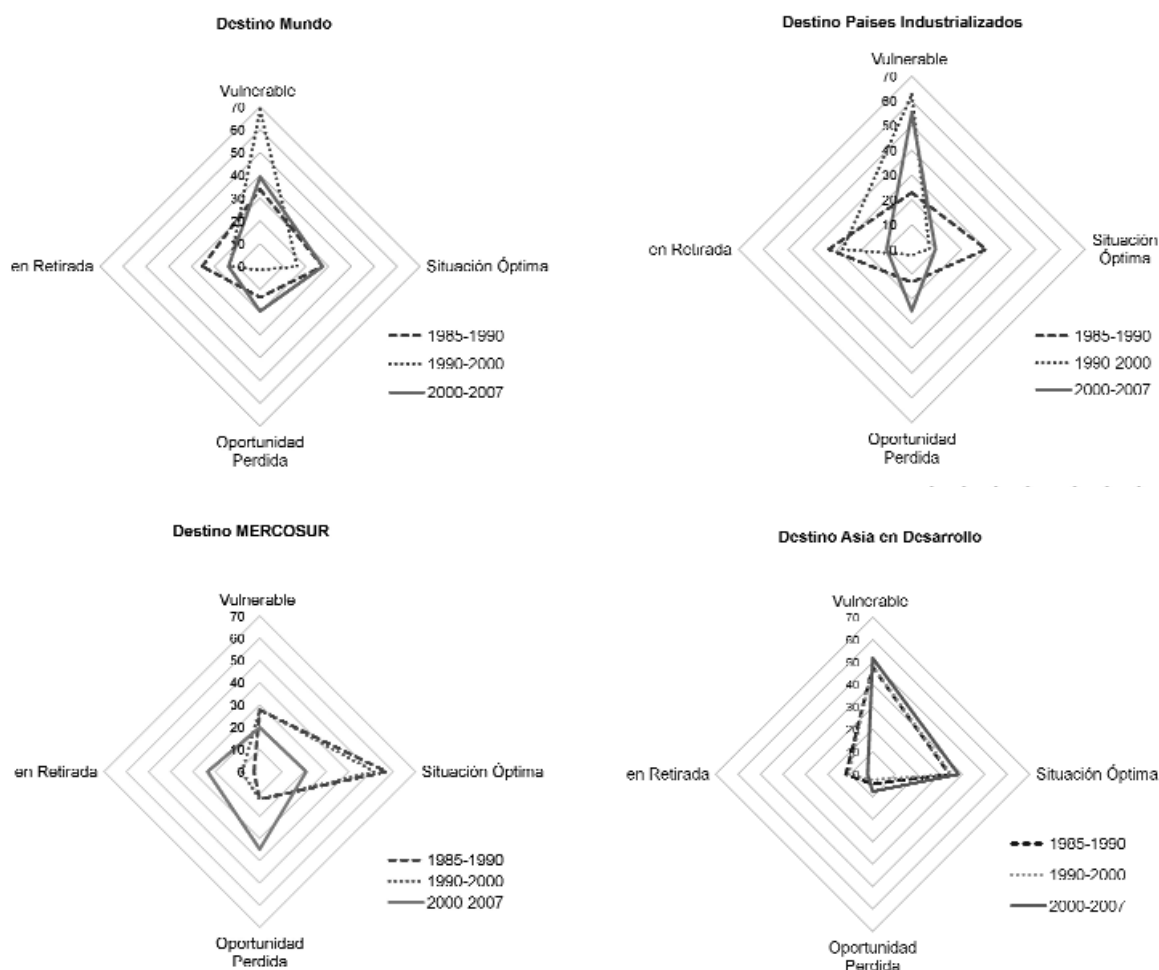 Destino Mundo
Vulnerable
70
60
50
40
30
20
10
0
en Retirada
Situación Óptima
1985-1990
1990-2000
2000-2007
Oportunidad
Perdida
Destino Países Industrializados
Vulnerable
70
60
50
40
30
20
10
0
en Retirada
Situación
Óptima
1985-1990
1990 2000
2000-2007
Oportunidad
Perdida
Destino MERCOSUR
Vulnerable
70
60
50
40
30
20
10
0
en Retirada
Situación Óptima
1985-1990
1990-2000
2000 2007
Oportunidad
Perdida
Destino Asia en Desarrollo
Vulnerable
70
60
50
40
30
20
10
0
en Retirada
Situación Óptima
1985-1990
1990-2000
2000-2007
Oportunidad
Perdida